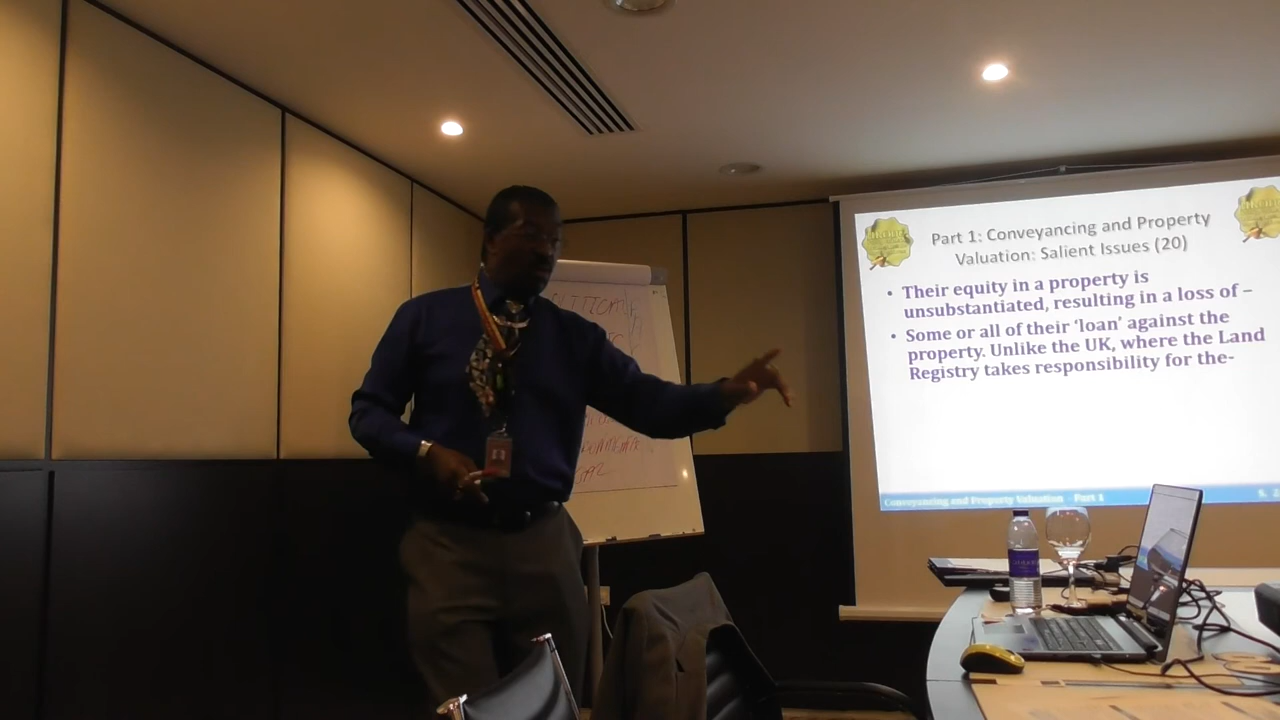 Part 1: Conveyancing and Property
Valuation: Salient Issues (20)
• Their equity in a property is
unsubstantiated, resulting in a loss of –
• Some or all of their ‘loan’ against the
property. Unlike the UK, where the Land
Registry takes responsibility for the-
Conveyancing and Property Valuation - Part 1